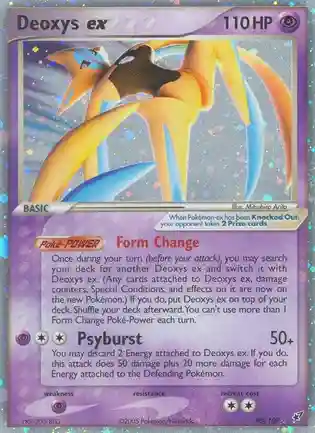 Deoxys ex
110 HP
Illus. Mitsuhiro Arita
BASIC
When Pokémon-ex has been Knocked Out,
your opponent takes 2 Prize cards.
Poké-POWER
Form Change
Once during your turn (before your attack), you may search
your deck for another Deoxys ex and switch it with
Deoxys ex. (Any cards attached to Deoxys ex, damage
counters, Special Conditions, and effects on it are now on
the new Pokémon.) If you do, put Deoxys ex on top of your
deck. Shuffle your deck afterward. You can't use more than 1
Form Change Poké-Power each turn.
Psyburst
50+
You may discard 2 Energy attached to Deoxys ex. If you do,
this attack does 50 damage plus 20 more damage for each
Energy attached to the Defending Pokémon.
weakness
resistance
retreat cost